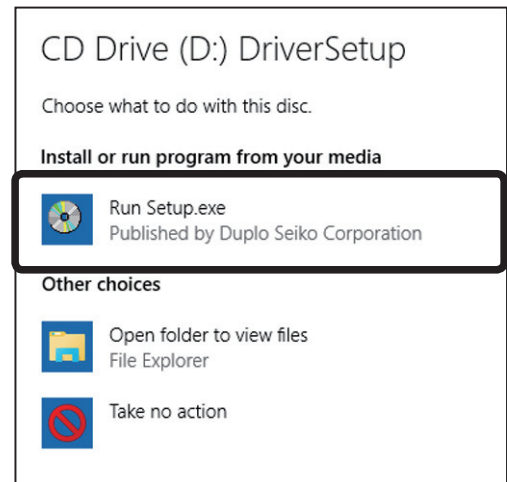 CD Drive (D:) DriverSetup
Choose what to do with this disc.
Install or run program from your media
Run Setup.exe
Published by Duplo Seiko Corporation
Other choices
Open folder to view files
File Explorer
Take no action